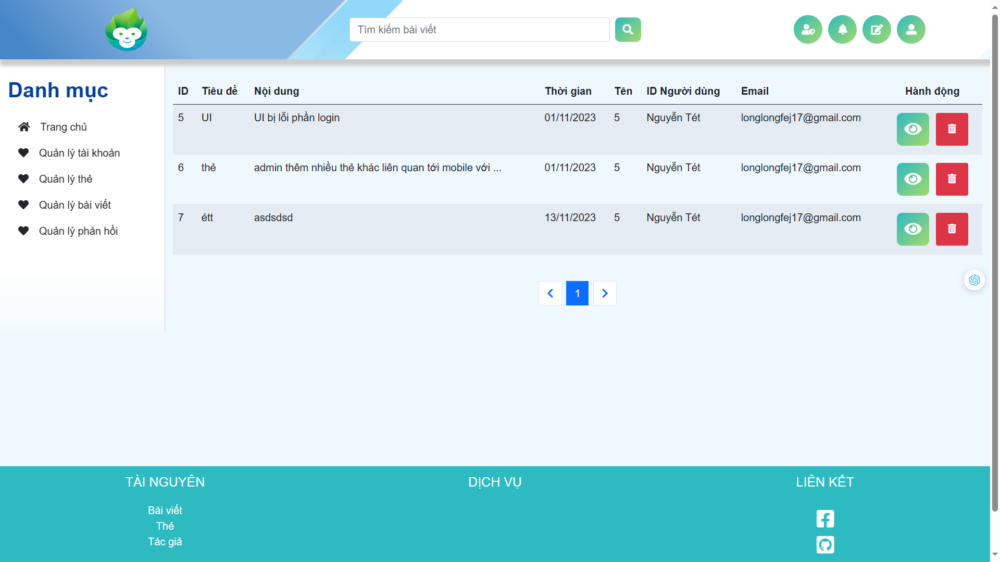 Tìm kiếm bài viết
Danh mục
Trang chủ
Quản lý tài khoản
Quản lý thẻ
Quản lý bài viết
Quản lý phản hồi
ID Tiêu đề Nội dung Thời gian Tên ID Người dùng Email Hành động
5 UI UI bị lỗi phần login 01/11/2023 5 Nguyễn Tét longlongfej17@gmail.com
6 thẻ admin thêm nhiều thẻ khác liên quan tới mobile với ... 01/11/2023 5 Nguyễn Tét longlongfej17@gmail.com
7 étt asdsdsd 13/11/2023 5 Nguyễn Tét longlongfej17@gmail.com
1
TÀI NGUYÊN
Bài viết
Thẻ
Tác giả
DỊCH VỤ
LIÊN KẾT